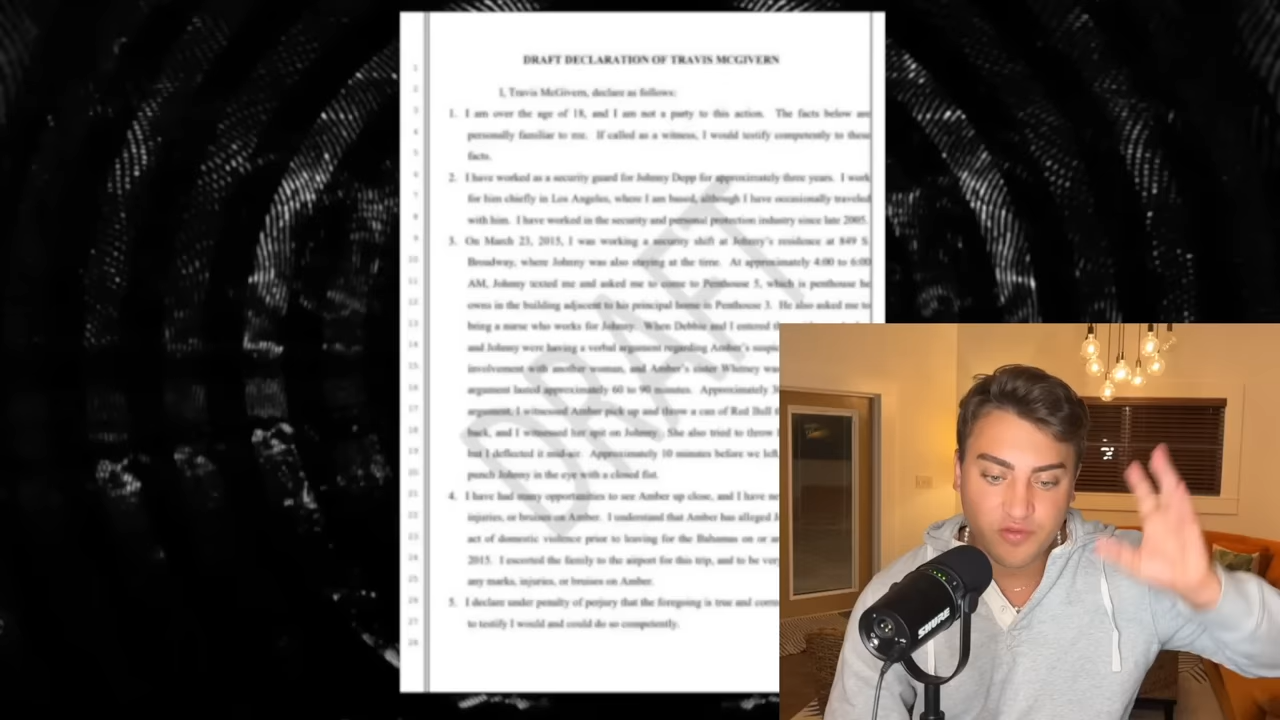 DRAFT DECLARATION OF TRAVIS MCGIVERN
I, Travis McGivern, declare as follows:
1. I am over the age of 18, and I am not a party to this action. The facts below are
personally familiar to me. If called as a witness, I would testify competently to these
facts.
2. I have worked as a security guard for Johnny Depp for approximately three years. I work
for him chiefly in Los Angeles, where I am based, although I have occasionally traveled
with him. I have worked in the security and personal protection industry since late 2005.
3. On March 23, 2015, I was working a security shift at Johnny's residence at 849 S.
Broadway, where Johnny was also staying at the time. At approximately 4:00 to 6:00
AM, Johnny texted me and asked me to come to Penthouse 5, which is penthouse he
owns in the building adjacent to his principal home in Penthouse 3. He also asked me to
bring a nurse who works for Johnny. When Debbie and I entered
and Johnny were having a verbal argument regarding Amber's
involvement with another woman, and Amber's sister Whitney was
argument lasted approximately 60 to 90 minutes. Approximately
argument, I witnessed Amber pick up and throw a can of Red Bull
back, and I witnessed her spit on Johnny. She also tried to throw
but I deflected it mid-air. Approximately 10 minutes before we left
punch Johnny in the eye with a closed fist.
4. I have had many opportunities to see Amber up close, and I have
injuries, or bruises on Amber. I understand that Amber has alleged
act of domestic violence prior to leaving for the Bahamas on or
2015. I escorted the family to the airport for this trip, and to be
any marks, injuries, or bruises on Amber.
5. I declare under penalty of perjury that the foregoing is true and
to testify I would and could do so competently.
DRAFT
SHURE